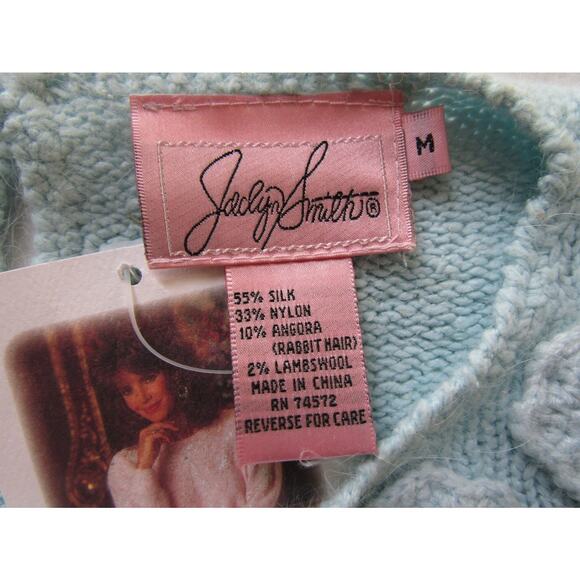 Jaclyn Smith®
M
55% SILK
33% NYLON
10% ANGORA
(RABBIT HAIR)
2% LAMBSWOOL
MADE IN CHINA
RN 74572
REVERSE FOR CARE